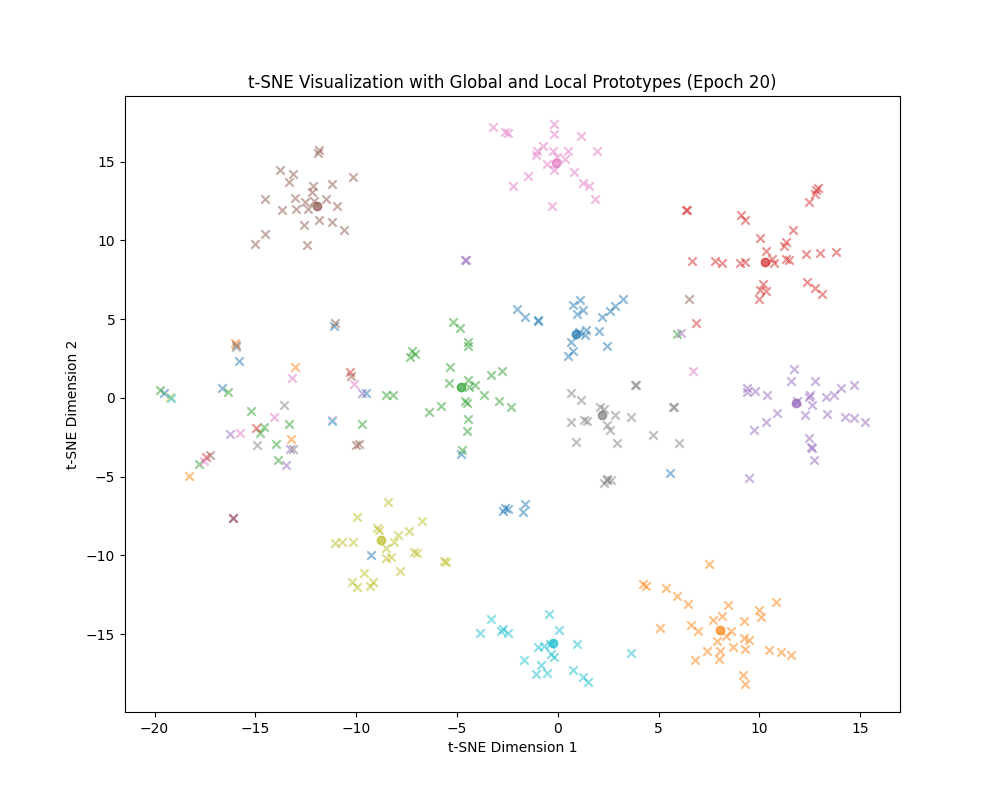 t-SNE Visualization with Global and Local Prototypes (Epoch 20)
15
10
5
0
−5
−10
−15
t-SNE Dimension 2
−20 −15 −10 −5 0 5 10 15
t-SNE Dimension 1